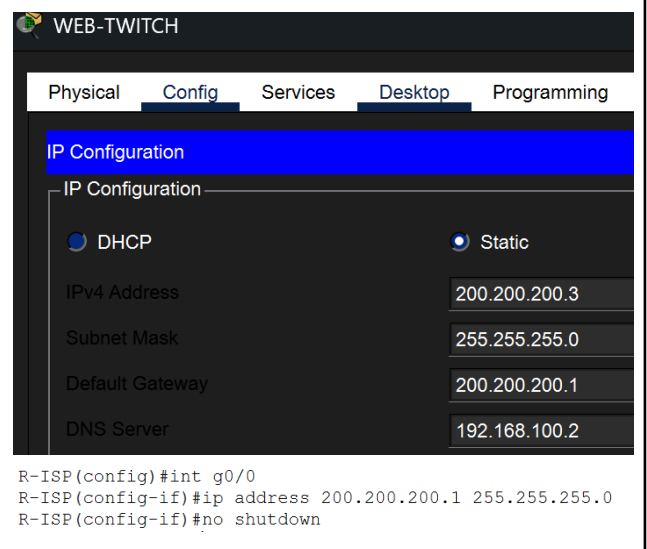 WEB-TWITCH
Physical Config Services Desktop Programming
IP Configuration
IP Configuration
DHCP Static
IPv4 Address 200.200.200.3
Subnet Mask 255.255.255.0
Default Gateway 200.200.200.1
DNS Server 192.168.100.2
R-ISP(config)#int g0/0
R-ISP(config-if)#ip address 200.200.200.1 255.255.255.0
R-ISP(config-if)#no shutdown